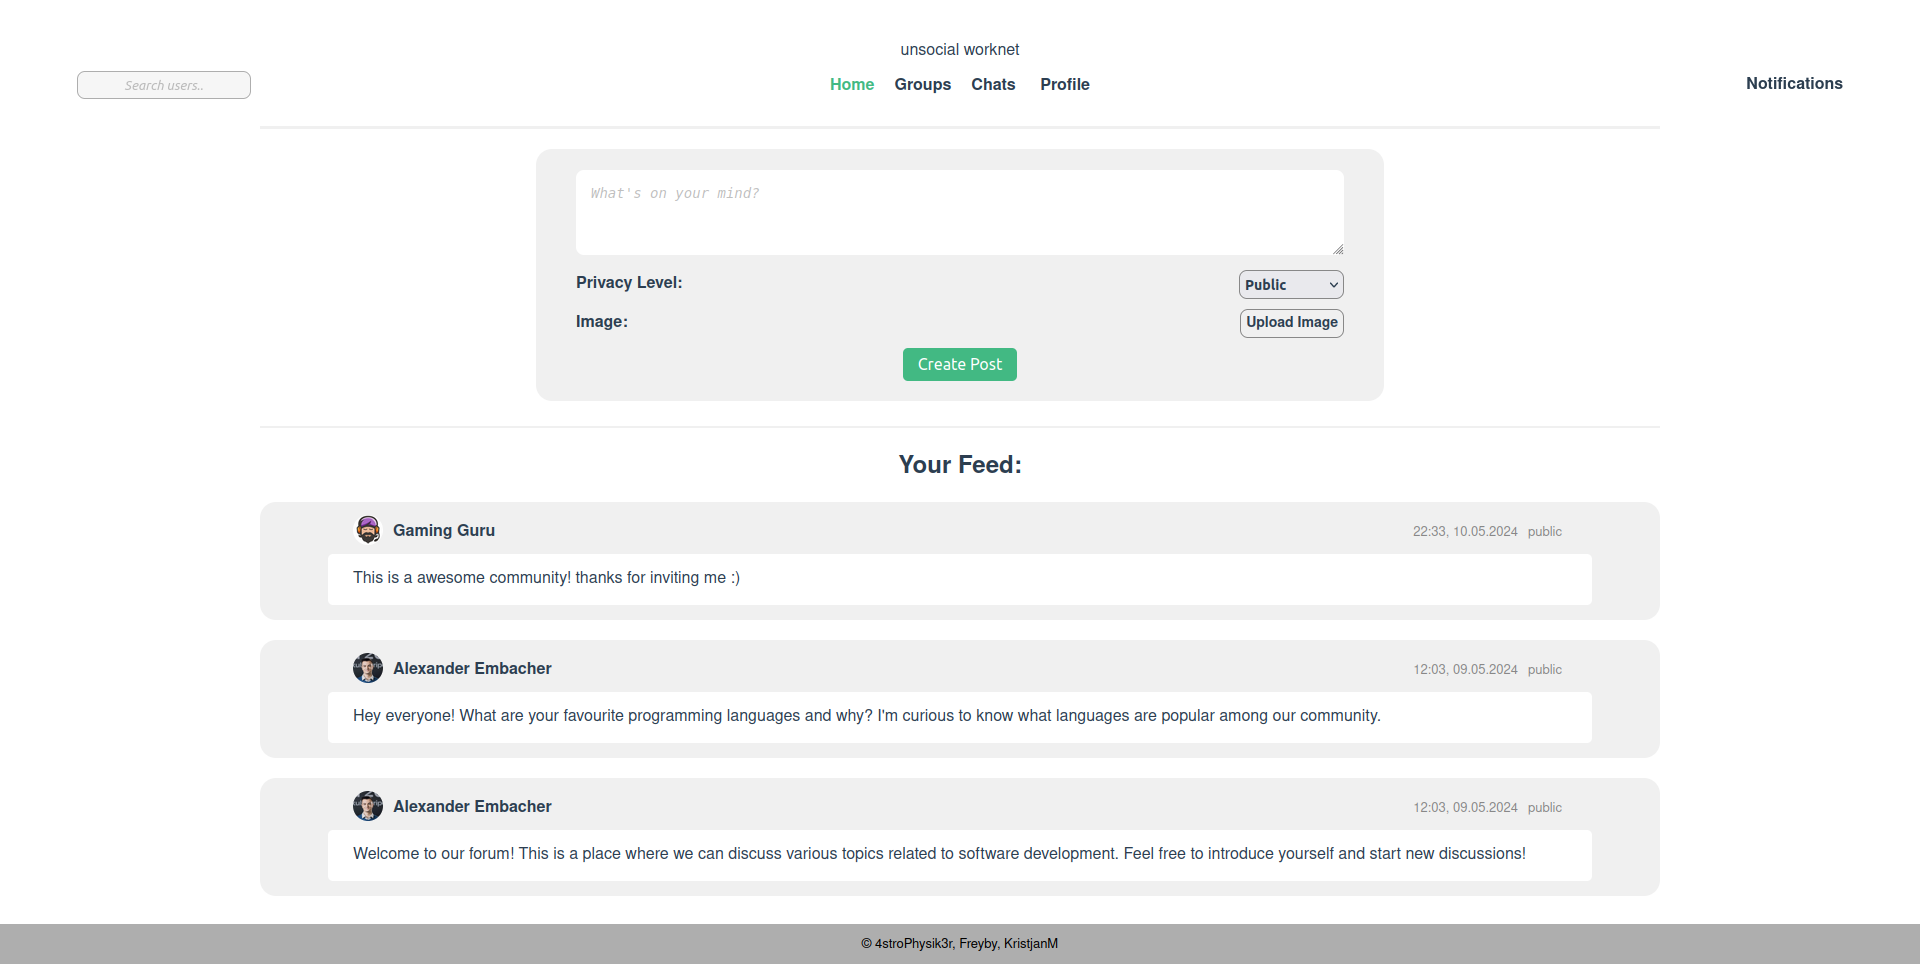 unsocial worknet
Search users..
Home Groups Chats Profile
Notifications
What's on your mind?
Privacy Level:
Public
Image:
Upload Image
Create Post
Your Feed:
Gaming Guru
22:33, 10.05.2024 public
This is a awesome community! thanks for inviting me :)
Alexander Embacher
12:03, 09.05.2024 public
Hey everyone! What are your favourite programming languages and why? I'm curious to know what languages are popular among our community.
Alexander Embacher
12:03, 09.05.2024 public
Welcome to our forum! This is a place where we can discuss various topics related to software development. Feel free to introduce yourself and start new discussions!
© 4stroPhysik3r, Freyby, KristjanM